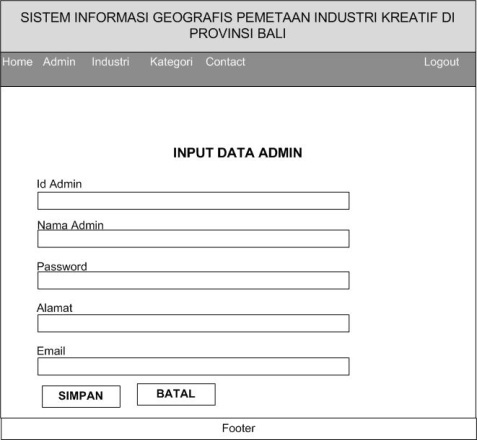 SISTEM INFORMASI GEOGRAFIS PEMETAAN INDUSTRI KREATIF DI
PROVINSI BALI
Home Admin Industri Kategori Contact Logout
INPUT DATA ADMIN
Id Admin
Nama Admin
Password
Alamat
Email
SIMPAN BATAL
Footer